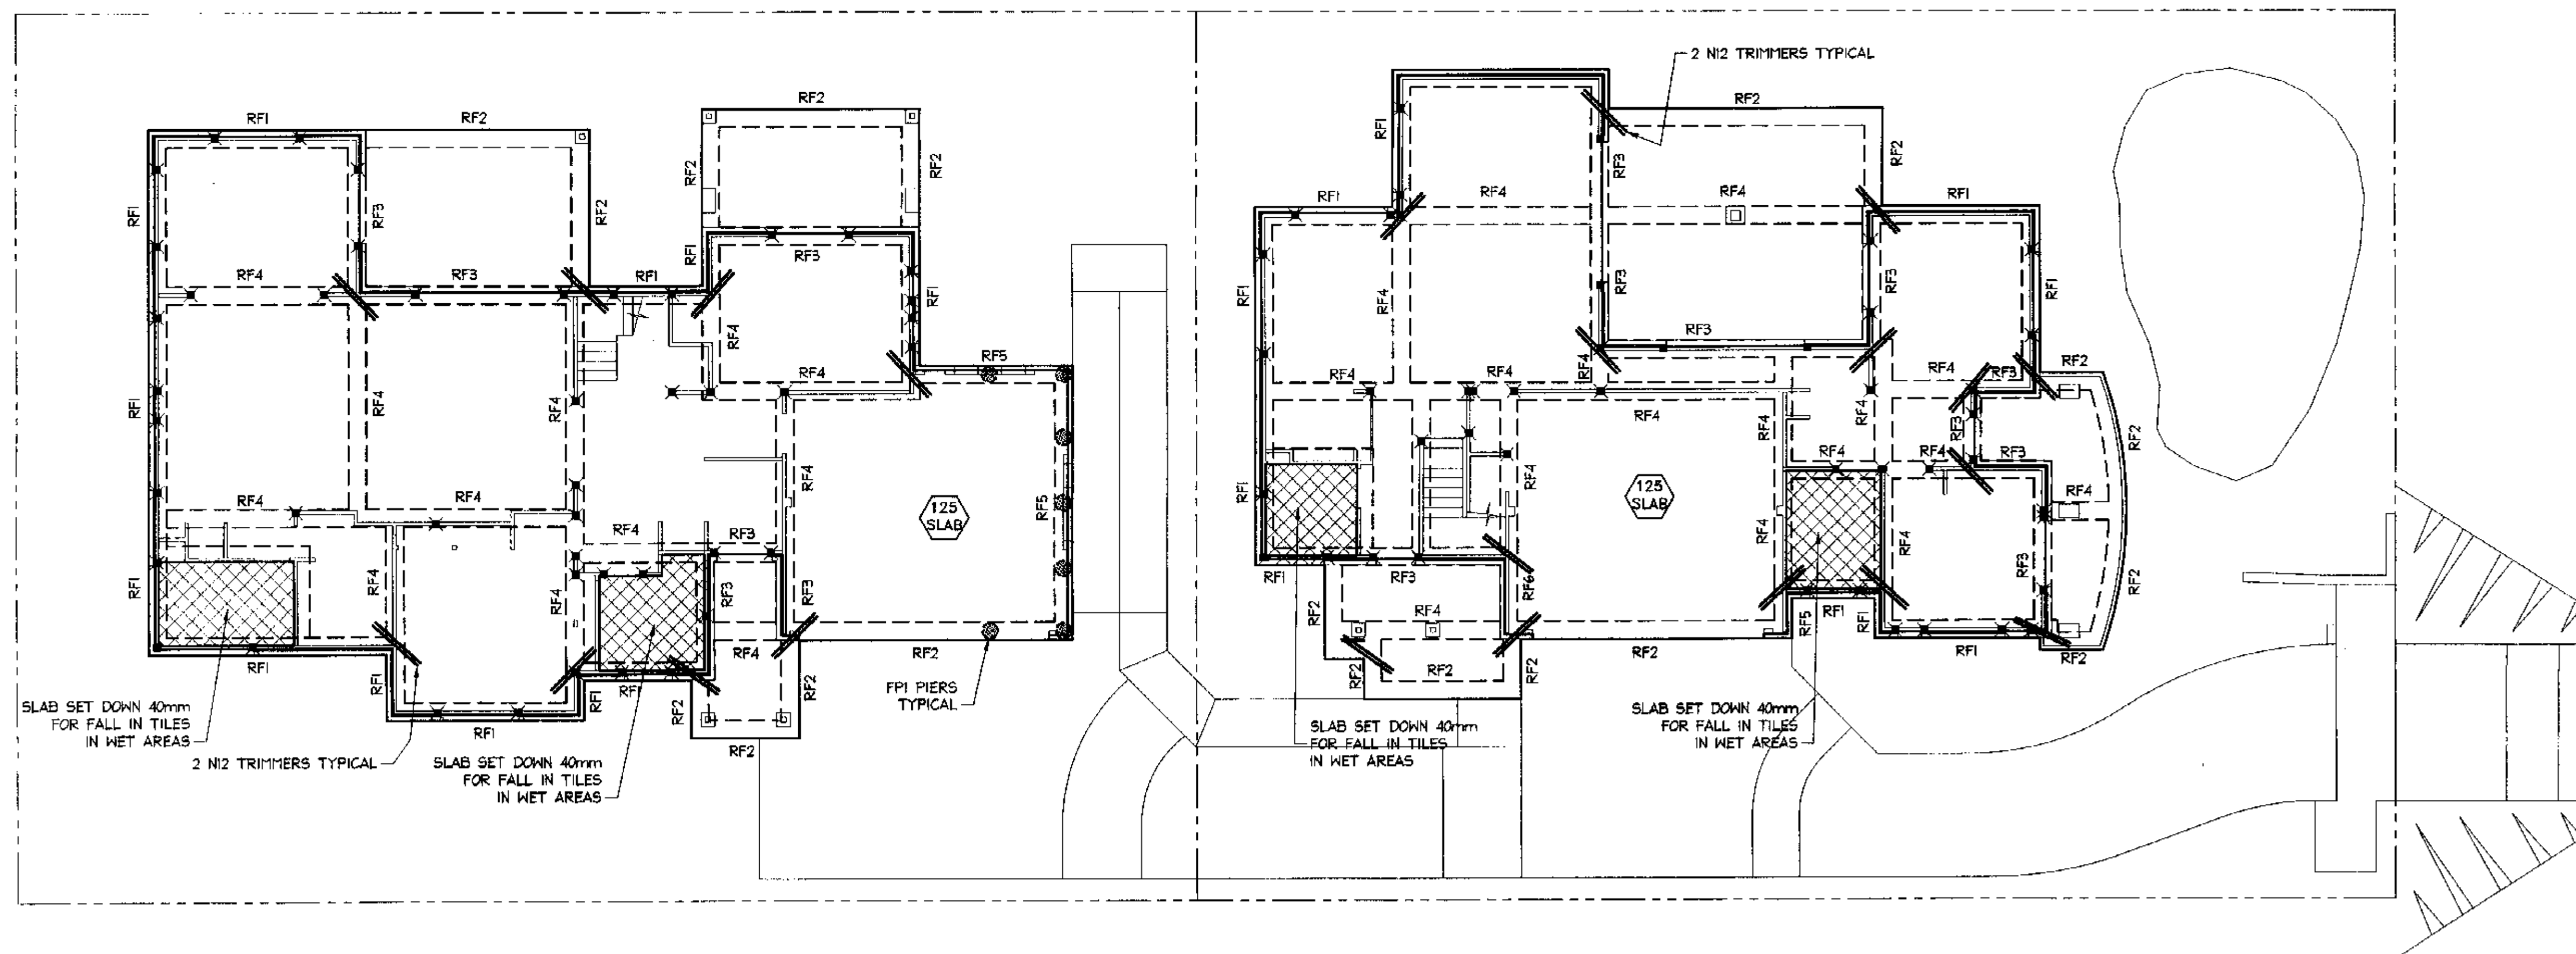 2 N12 TRIMMERS TYPICAL
RF2
RF2
RF1
RF2
RF1
RF2
RF2
RF1
RF3
RF2
RF1
RF4
RF3
RF1
RF3
RF1
RF4
RF5
RF4
RF1
RF4
RF4
RF4
RF4
RF4
RF4
RF3
RF4
RF5
125
SLAB
RF1
RF4
RF4
RF3
RF3
RF4
RF2
RF1
RF1
RF1
RF1
RF1
RF2
RF2
RF2
FP1 PIERS
TYPICAL
SLAB SET DOWN 40mm
FOR FALL IN TILES
IN WET AREAS
2 N12 TRIMMERS TYPICAL
SLAB SET DOWN 40mm
FOR FALL IN TILES
IN WET AREAS
RF2
RF1
RF3
RF2
RF1
RF4
RF4
RF1
RF1
RF4
RF3
RF3
RF1
RF3
RF4
RF4
RF4
RF4
RF3
RF2
RF4
RF4
RF4
RF3
RF2
RF4
RF4
RF3
RF1
125
SLAB
RF4
RF4
RF4
RF3
RF1
RF3
RF6
RF5
RF1
RF1
RF2
RF2
RF4
RF2
RF2
RF2
RF2
RF1
RF2
SLAB SET DOWN 40mm
FOR FALL IN TILES
IN WET AREAS
SLAB SET DOWN 40mm
FOR FALL IN TILES
IN WET AREAS